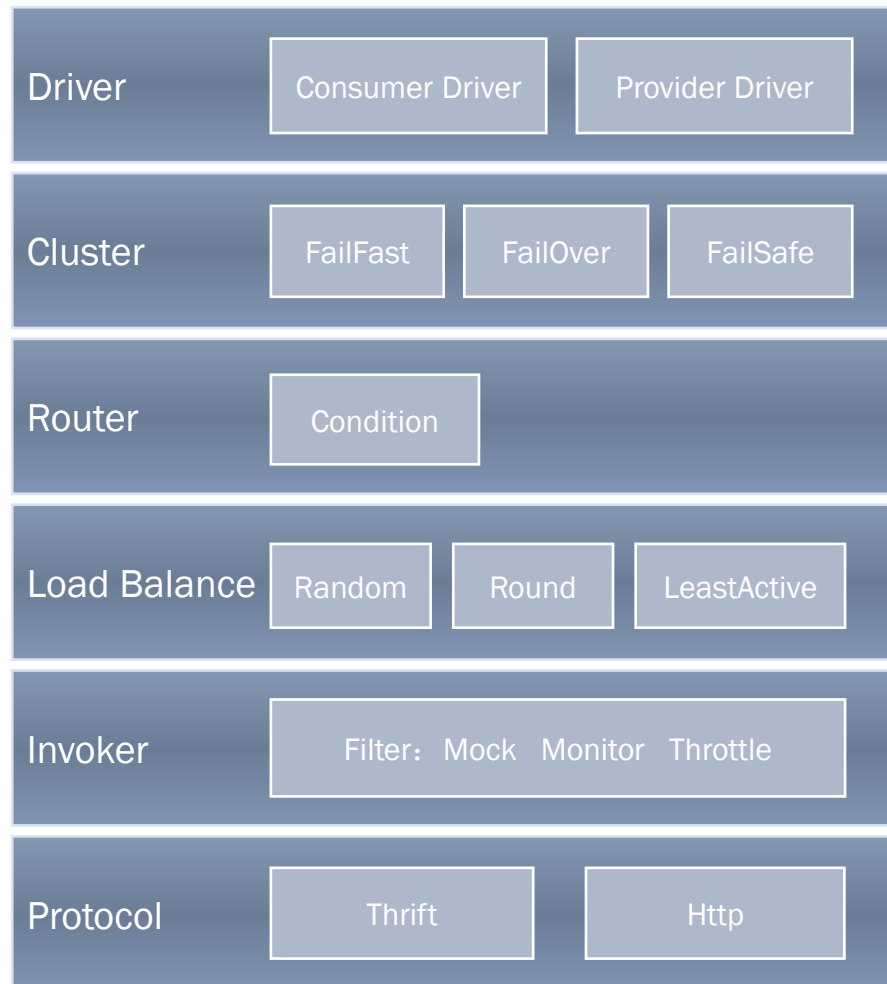 Driver
Consumer Driver
Provider Driver
Cluster
FailFast
FailOver
FailSafe
Router
Condition
Load Balance
Random
Round
LeastActive
Invoker
Filter：Mock Monitor Throttle
Protocol
Thrift
Http